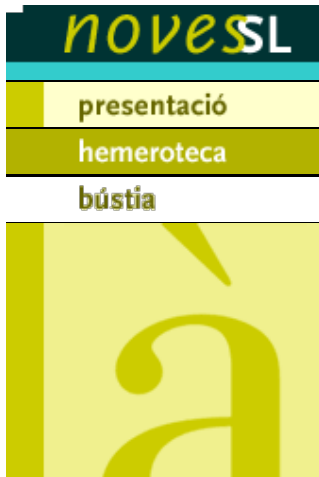 novesSL
presentació
hemeroteca
bústia
à